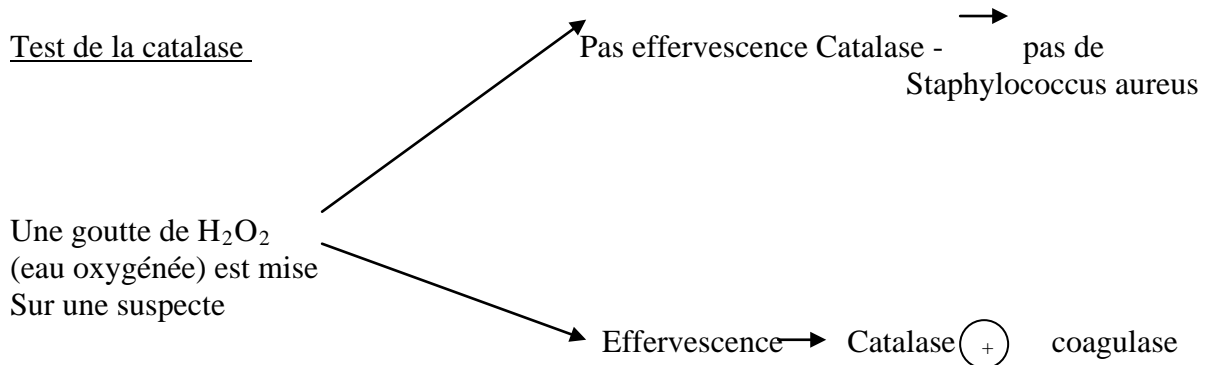 Test de la catalase
Pas effervescence Catalase - → pas de
Staphylococcus aureus
Une goutte de H₂O₂
(eau oxygénée) est mise
Sur une suspecte
Effervescence → Catalase + coagulase